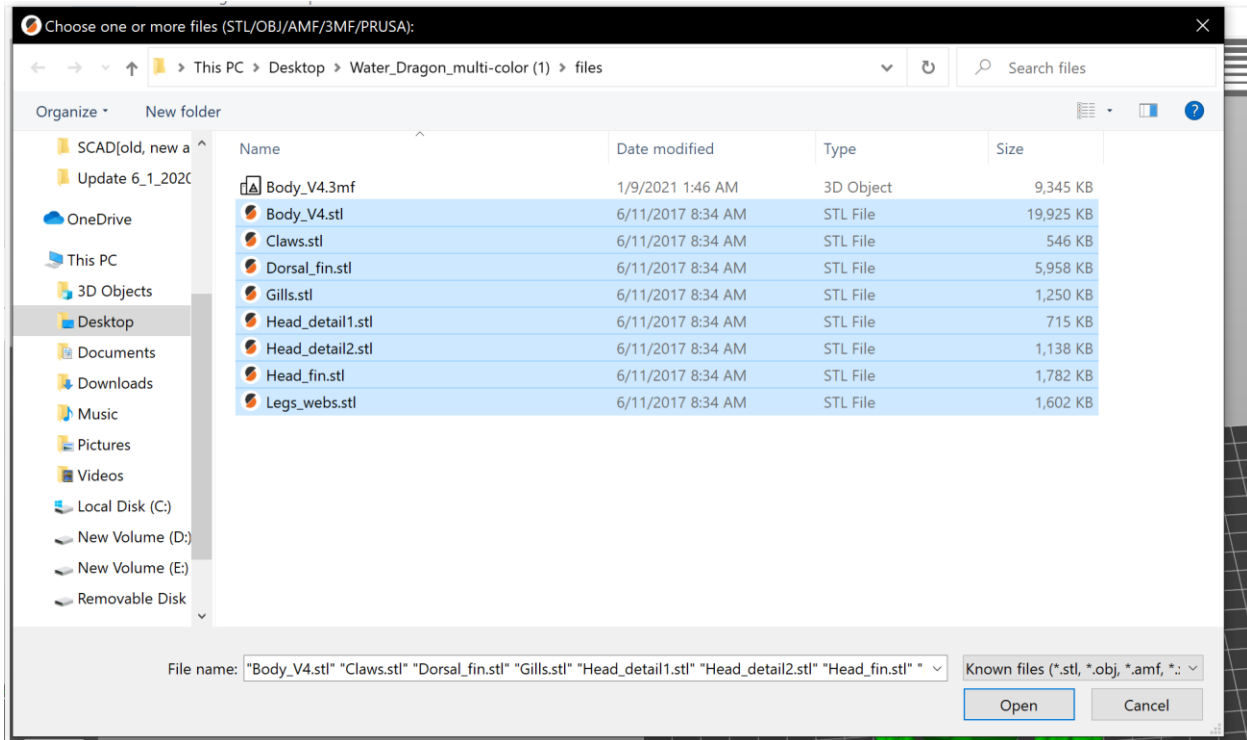 Choose one or more files (STL/OBJ/AMF/3MF/PRUSA):
This PC > Desktop > Water_Dragon_multi-color (1) > files
Search files
Organize
New folder
SCAD[old, new a
Update 6_1_2020
OneDrive
This PC
3D Objects
Desktop
Documents
Downloads
Music
Pictures
Videos
Local Disk (C:)
New Volume (D:)
New Volume (E:)
Removable Disk
Name Date modified Type Size
Body_V4.3mf 1/9/2021 1:46 AM 3D Object 9,345 KB
Body_V4.stl 6/11/2017 8:34 AM STL File 19,925 KB
Claws.stl 6/11/2017 8:34 AM STL File 546 KB
Dorsal_fin.stl 6/11/2017 8:34 AM STL File 5,958 KB
Gills.stl 6/11/2017 8:34 AM STL File 1,250 KB
Head_detail1.stl 6/11/2017 8:34 AM STL File 715 KB
Head_detail2.stl 6/11/2017 8:34 AM STL File 1,138 KB
Head_fin.stl 6/11/2017 8:34 AM STL File 1,782 KB
Legs_webs.stl 6/11/2017 8:34 AM STL File 1,602 KB
File name: "Body_V4.stl" "Claws.stl" "Dorsal_fin.stl" "Gills.stl" "Head_detail1.stl" "Head_detail2.stl" "Head_fin.stl" "
Known files (*.stl, *.obj, *.amf, *.:
Open
Cancel